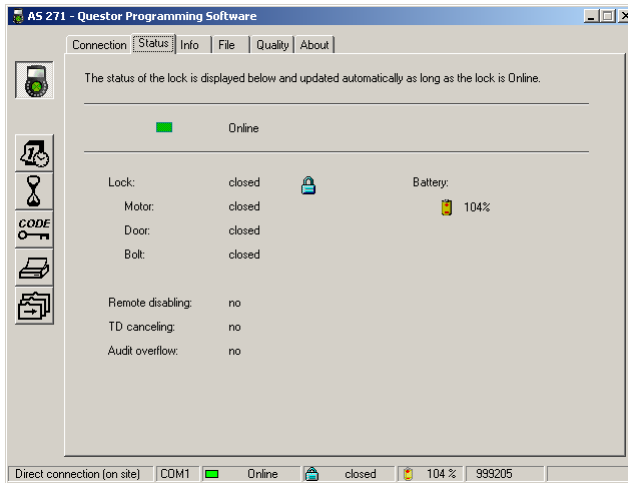 AS 271 - Questor Programming Software
Connection Status Info File Quality About
The status of the lock is displayed below and updated automatically as long as the lock is Online.
Online
Lock: closed Battery:
Motor: closed 104%
Door: closed
Bolt: closed
CODE
Remote disabling: no
TD canceling: no
Audit overflow: no
Direct connection (on site) COM1 Online closed 104 % 999205